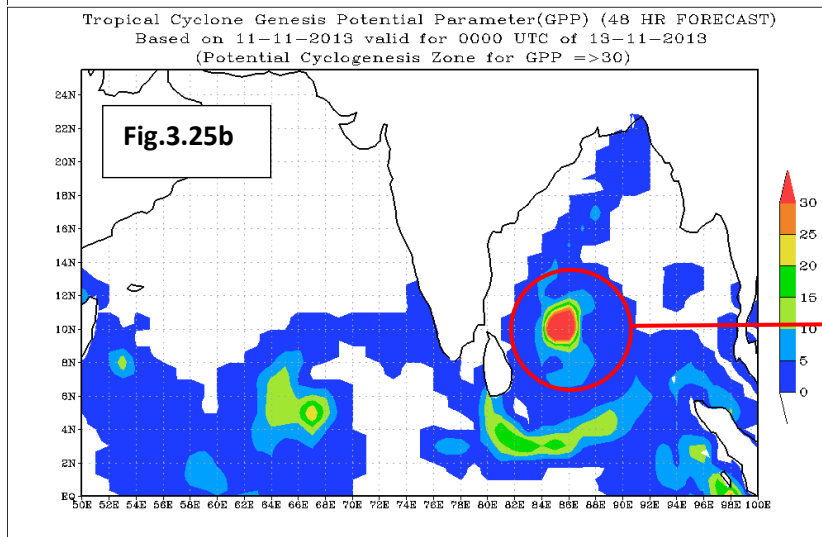 Tropical Cyclone Genesis Potential Parameter(GPP) (48 HR FORECAST)
Based on 11-11-2013 valid for 0000 UTC of 13-11-2013
(Potential Cyclogenesis Zone for GPP =>30)
Fig.3.25b
24N
22N
20N
18N
16N
14N
12N
10N
8N
6N
4N
2N
EQ
50E 52E 54E 56E 58E 60E 62E 64E 66E 68E 70E 72E 74E 76E 78E 80E 82E 84E 86E 88E 90E 92E 94E 96E 98E 100E
30
25
20
15
10
5
0